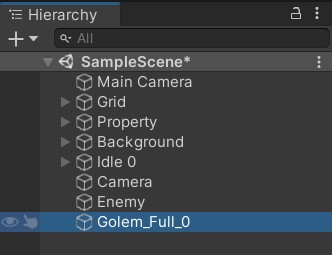 Hierarchy
All
SampleScene*
Main Camera
Grid
Property
Background
Idle 0
Camera
Enemy
Golem_Full_0